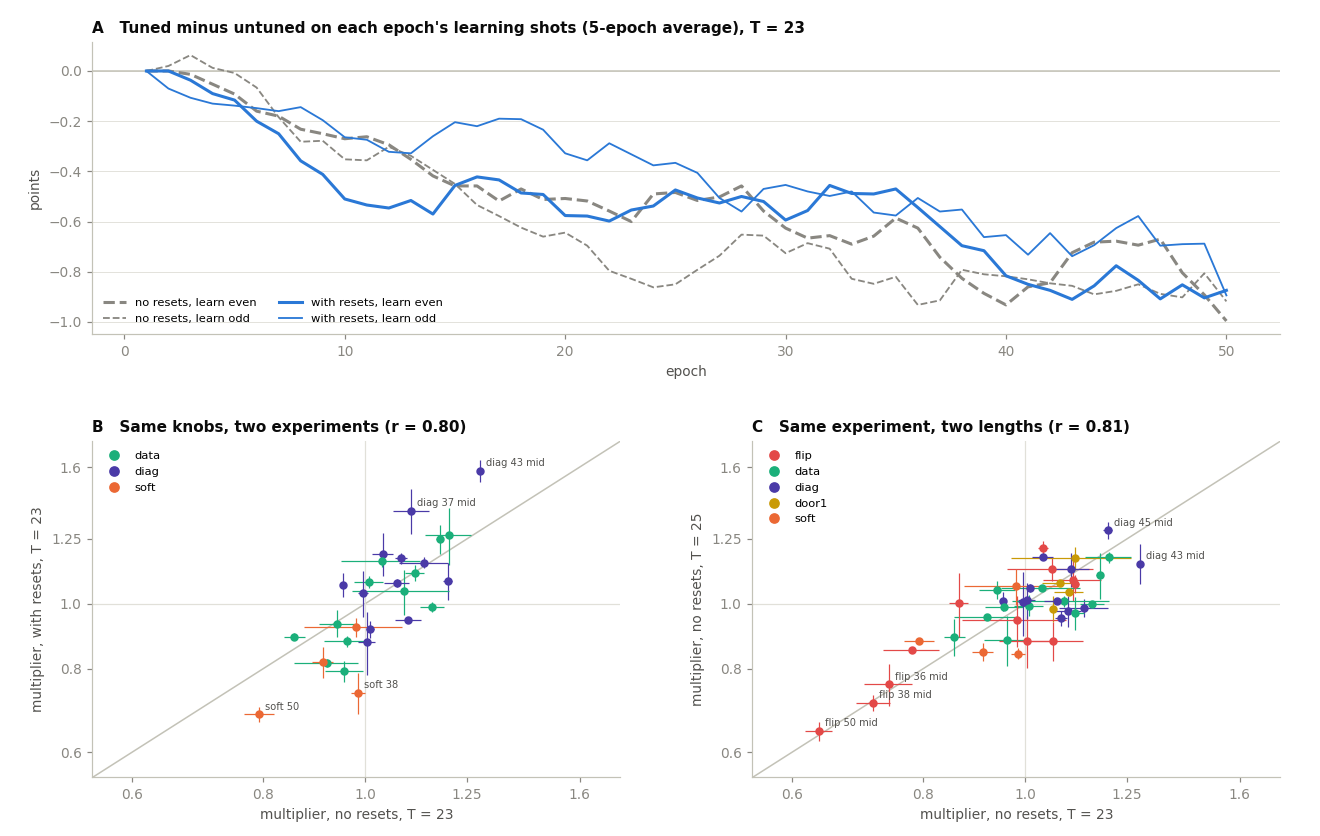 A Tuned minus untuned on each epoch's learning shots (5-epoch average), T = 23
0.0
−0.2
−0.4
−0.6
−0.8
−1.0
points
no resets, learn even
no resets, learn odd
with resets, learn even
with resets, learn odd
0 10 20 30 40 50
epoch
B Same knobs, two experiments (r = 0.80)
data
diag
soft
diag 43 mid
diag 37 mid
soft 38
soft 50
1.6
1.25
1.0
0.8
0.6
multiplier, with resets, T = 23
0.6 0.8 1.0 1.25 1.6
multiplier, no resets, T = 23
C Same experiment, two lengths (r = 0.81)
flip
data
diag
door1
soft
diag 45 mid
diag 43 mid
flip 36 mid
flip 38 mid
flip 50 mid
1.6
1.25
1.0
0.8
0.6
multiplier, no resets, T = 25
0.6 0.8 1.0 1.25 1.6
multiplier, no resets, T = 23